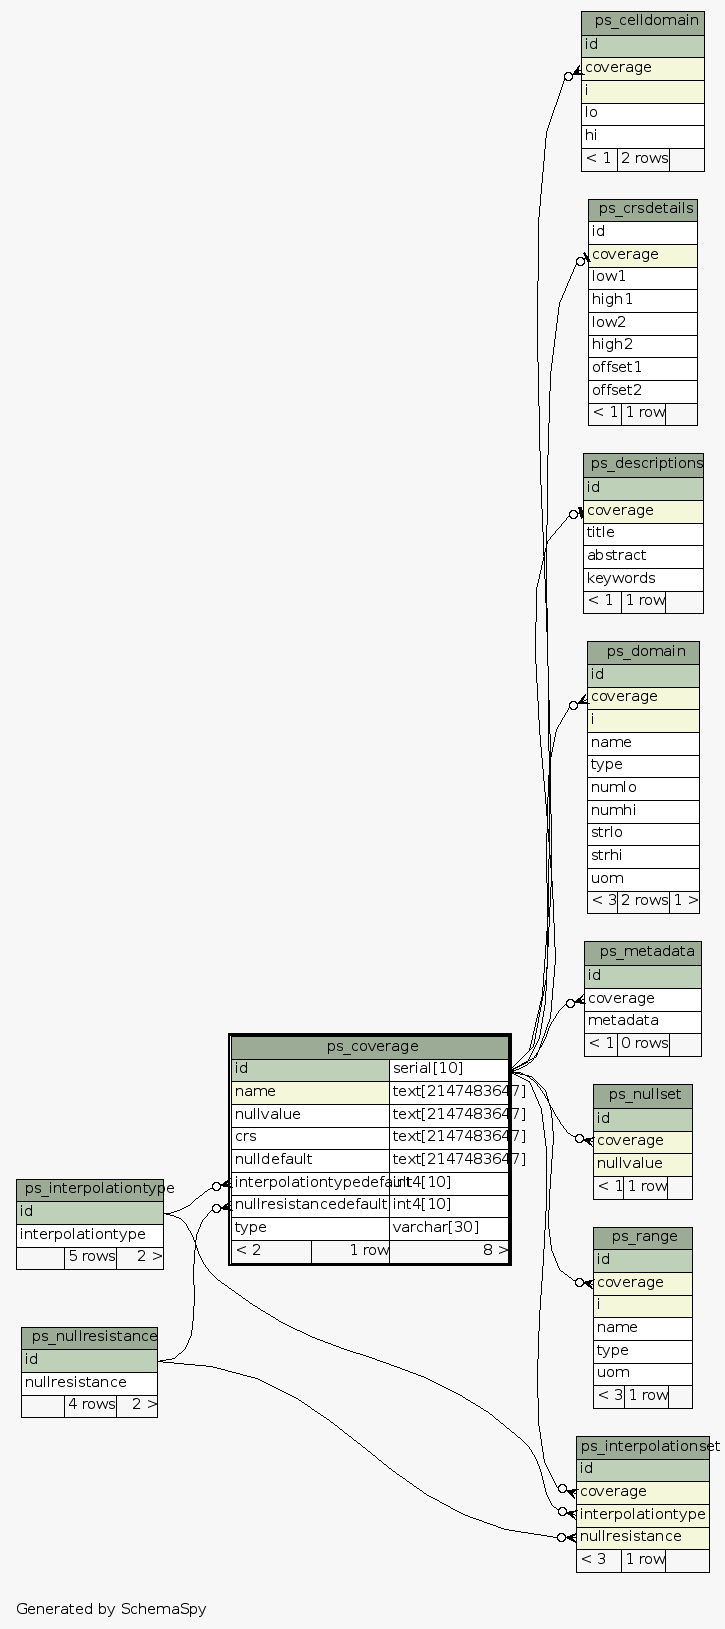 ps_celldomain
id
coverage
i
lo
hi
< 1 2 rows
ps_crsdetails
id
coverage
low1
high1
low2
high2
offset1
offset2
< 1 1 row
ps_descriptions
id
coverage
title
abstract
keywords
< 1 1 row
ps_domain
id
coverage
i
name
type
numlo
numhi
strlo
strhi
uom
< 3 2 rows 1 >
ps_metadata
id
coverage
metadata
< 1 0 rows
ps_coverage
id serial[10]
name text[2147483647]
nullvalue text[2147483647]
crs text[2147483647]
nulldefault text[2147483647]
interpolationtypedefault int4[10]
nullresistancedefault int4[10]
type varchar[30]
< 2 1 row 8 >
ps_nullset
id
coverage
nullvalue
< 1 1 row
ps_interpolationtype
id
interpolationtype
5 rows 2 >
ps_range
id
coverage
i
name
type
uom
< 3 1 row
ps_nullresistance
id
nullresistance
4 rows 2 >
ps_interpolationset
id
coverage
interpolationtype
nullresistance
< 3 1 row
Generated by SchemaSpy